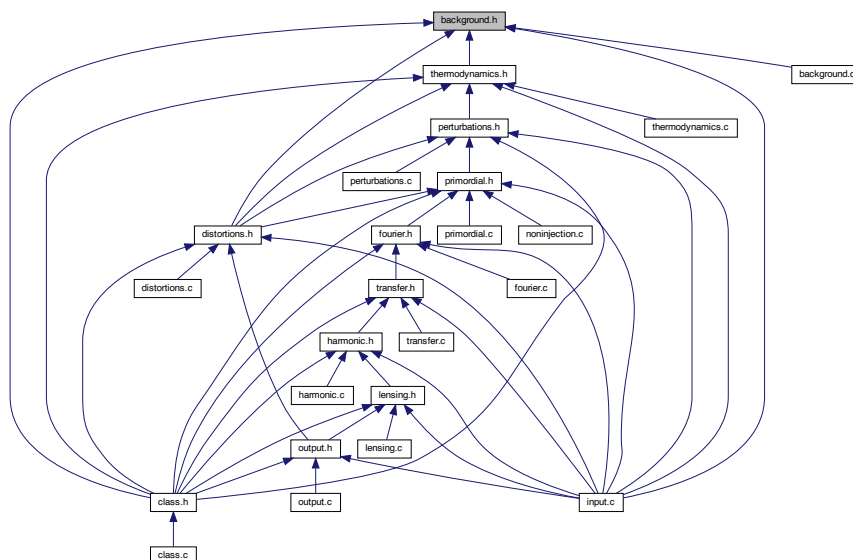 background.h
thermodynamics.h
background.c
perturbations.h
thermodynamics.c
perturbations.c
primordial.h
distortions.h
fourier.h
primordial.c
noninjection.c
distortions.c
transfer.h
fourier.c
harmonic.h
transfer.c
harmonic.c
lensing.h
output.h
lensing.c
class.h
output.c
input.c
class.c